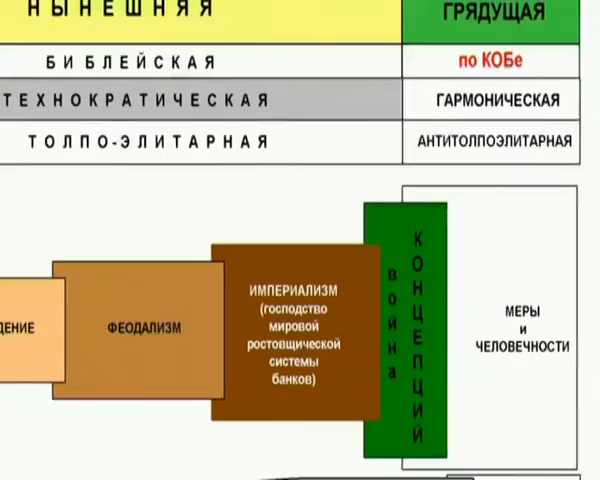 НЫНЕШНЯЯ
ГРЯДУЩАЯ
БИБЛЕЙСКАЯ
по КОБе
ТЕХНОКРАТИЧЕСКАЯ
ГАРМОНИЧЕСКАЯ
ТОЛПО-ЭЛИТАРНАЯ
АНТИТОЛПОЭЛИТАРНАЯ
ФЕОДАЛИЗМ
ИМПЕРИАЛИЗМ
(господство
мировой
ростовщической
системы
банков)
война
КОНЦЕПЦИЙ
МЕРЫ
и
ЧЕЛОВЕЧНОСТИ